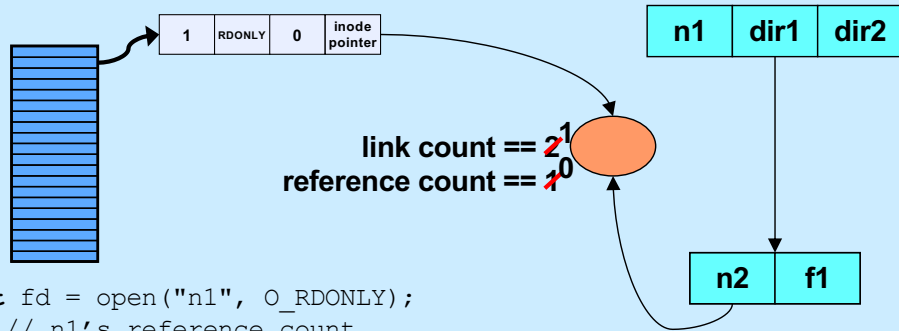 1 RDONLY 0 inode pointer
n1 dir1 dir2
link count == 2 1
reference count == 1 0
n2 f1
fd = open("n1", O_RDONLY);
// n1's reference count